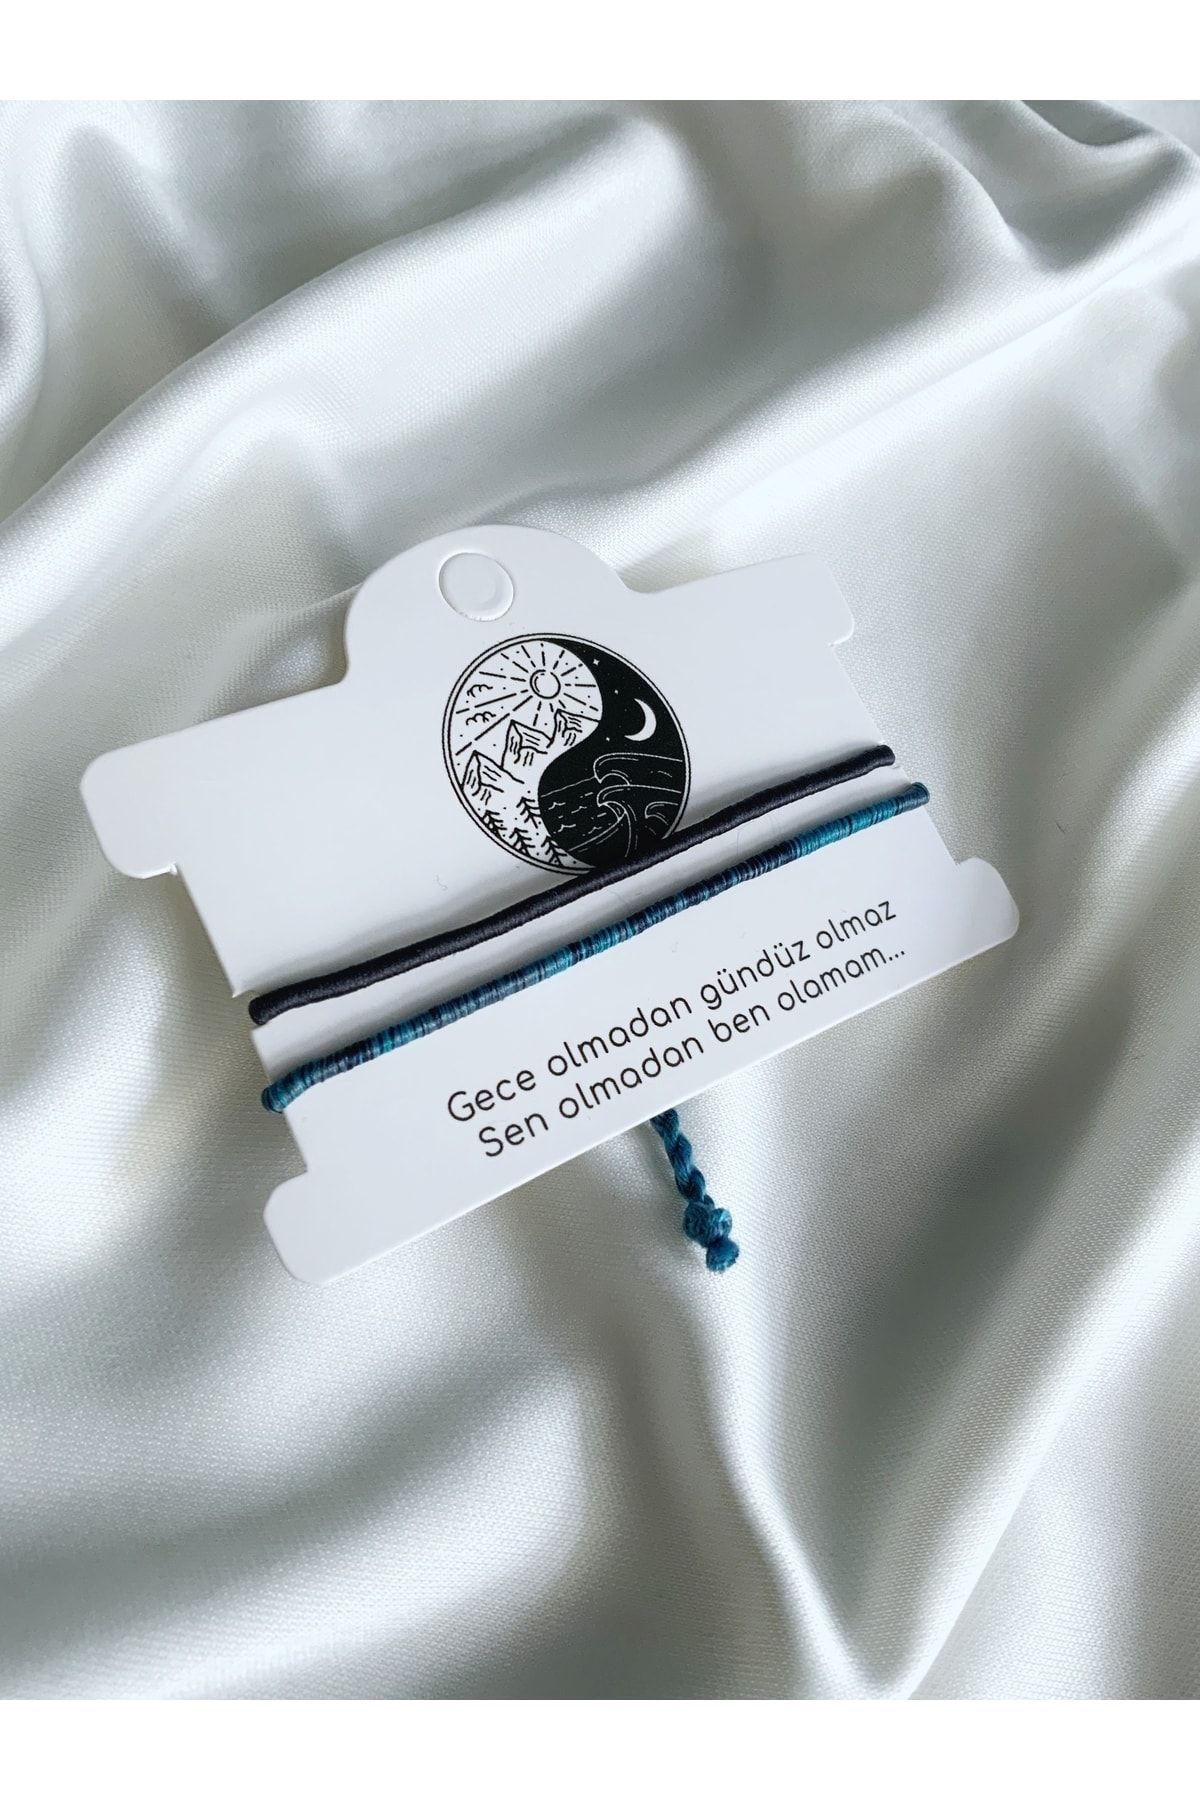 Gece olmadan gündüz olmaz
Sen olmadan ben olamam...